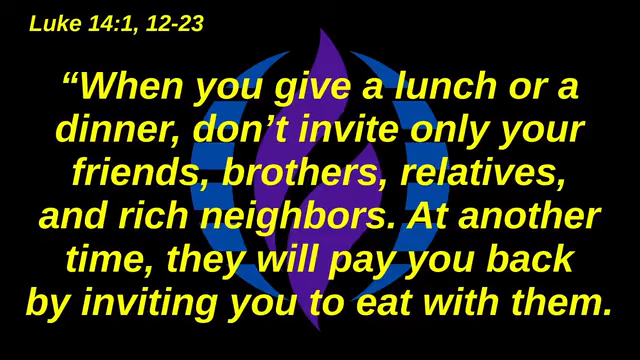 Luke 14:1, 12-23
“When you give a lunch or a
dinner, don’t invite only your
friends, brothers, relatives,
and rich neighbors. At another
time, they will pay you back
by inviting you to eat with them.